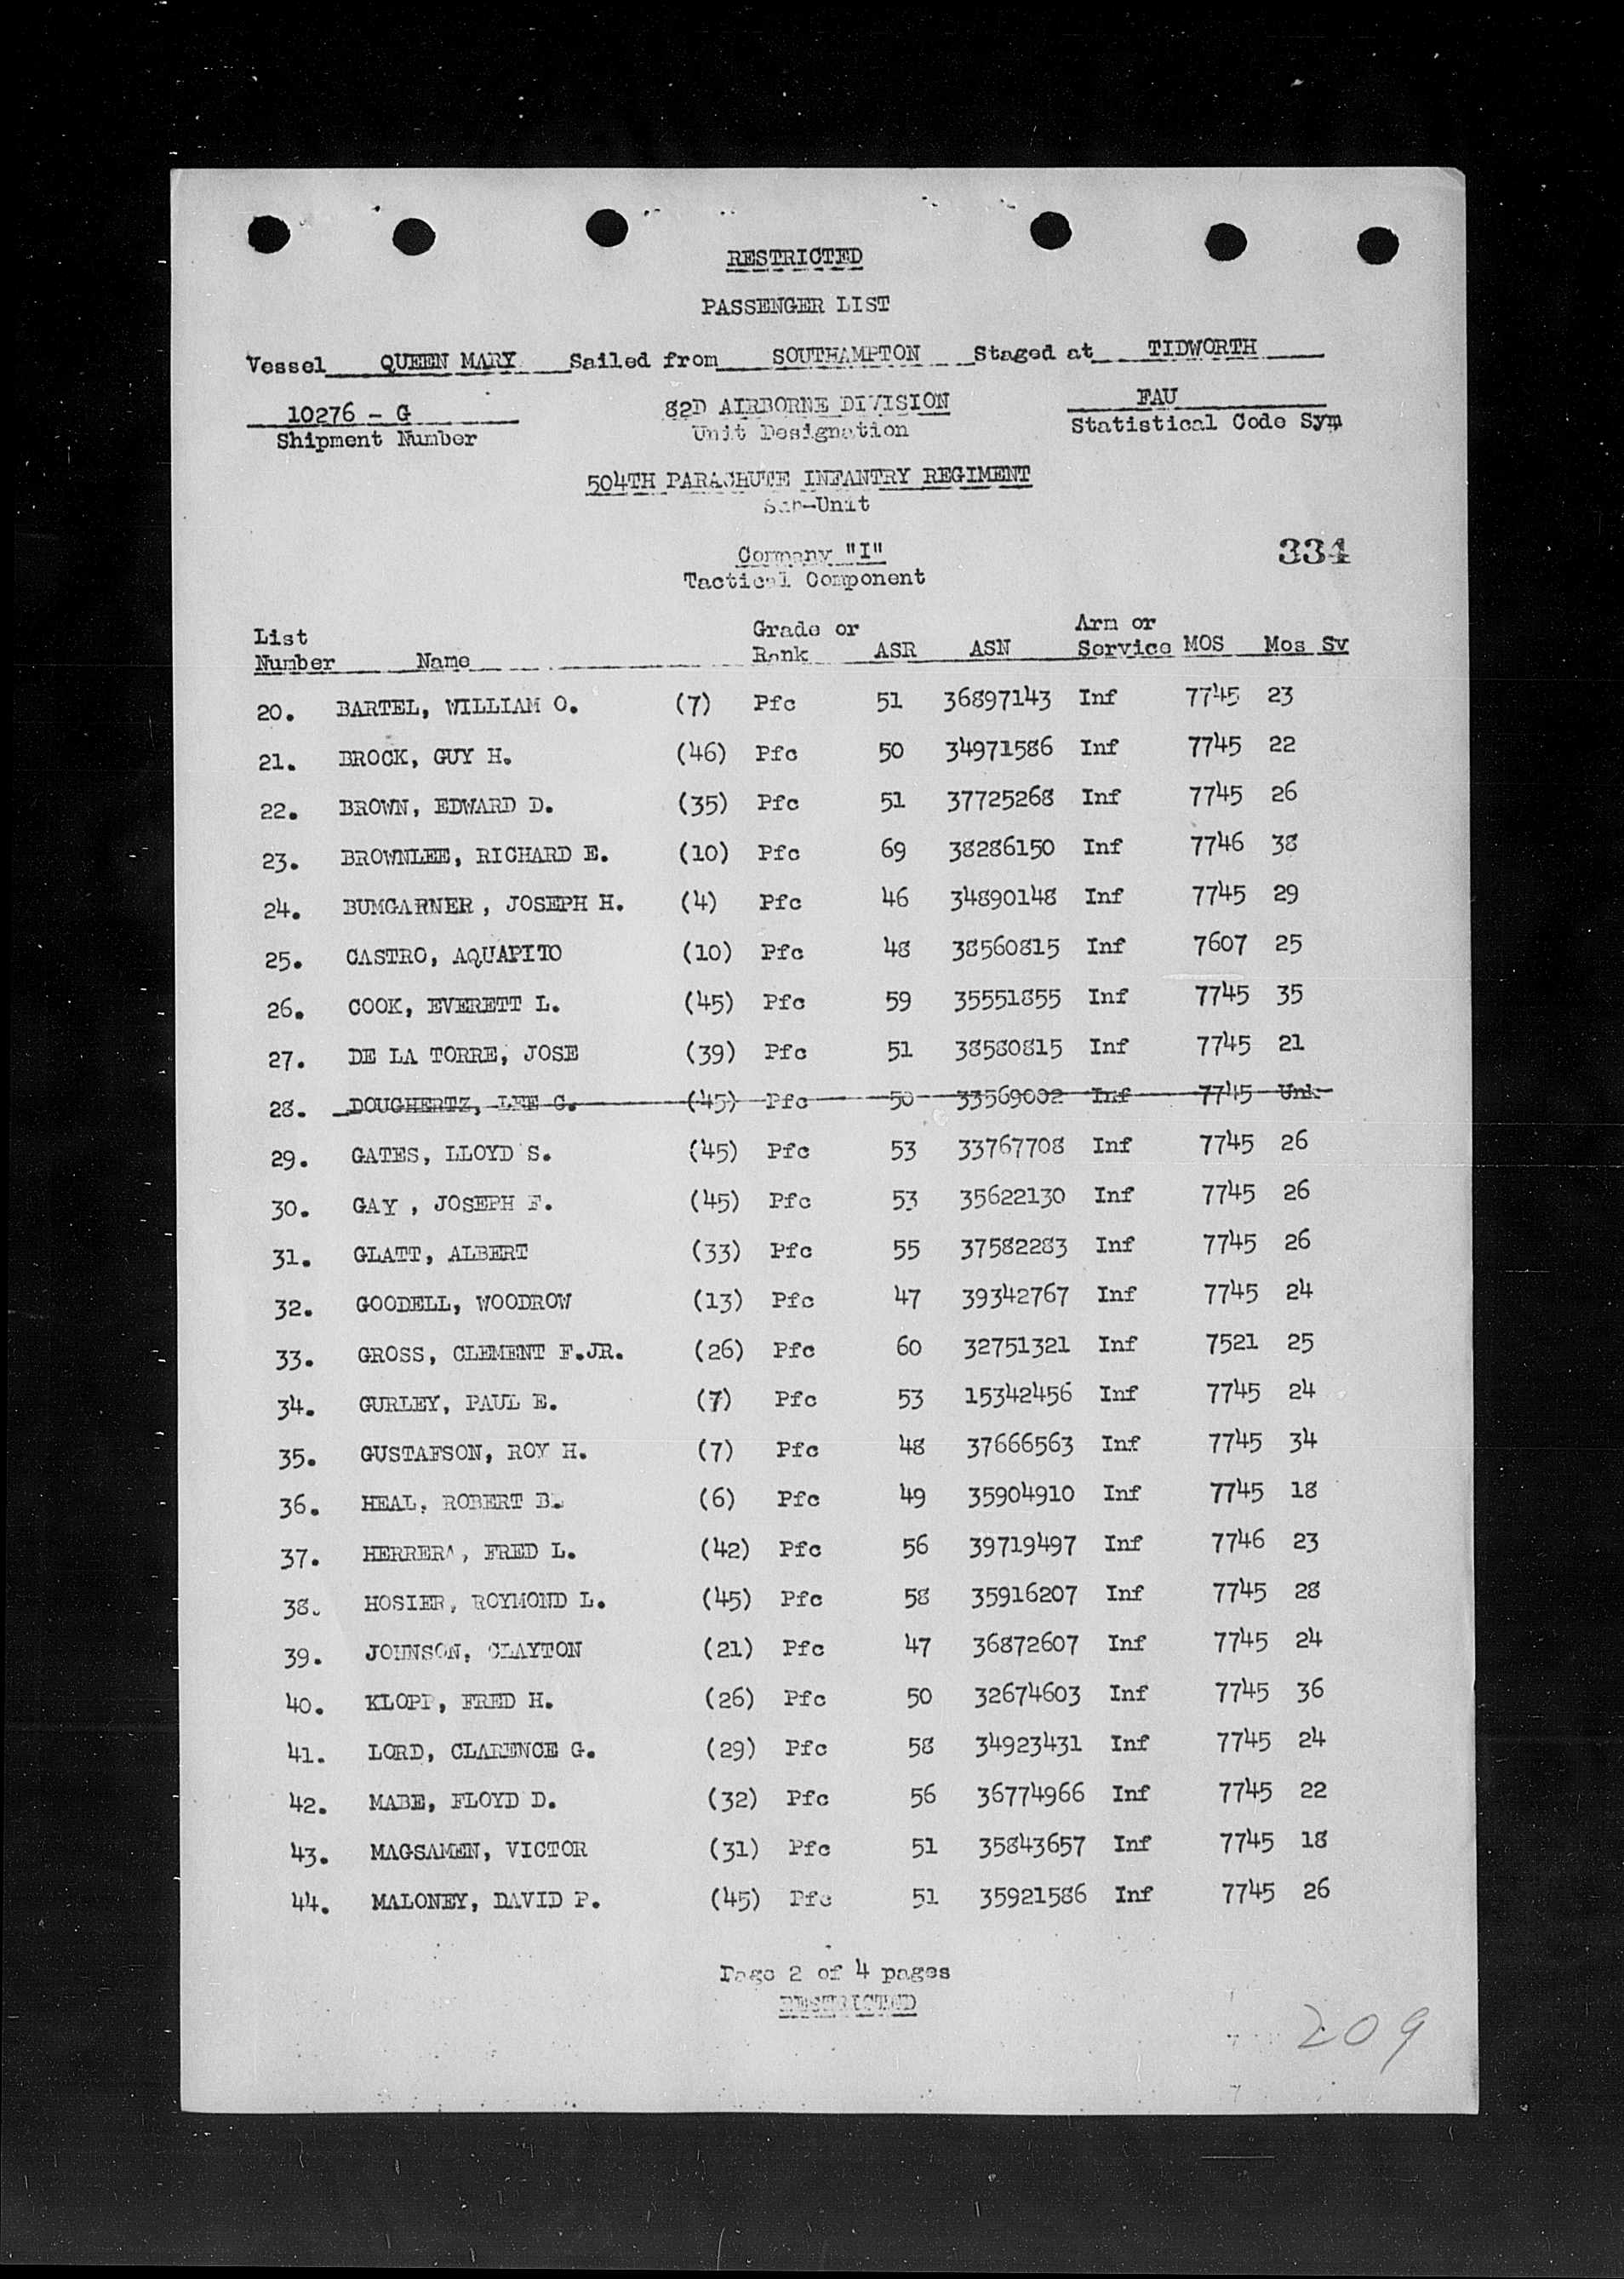 RESTRICTED
PASSENGER LIST
Vessel QUEEN MARY Sailed from SOUTHAMPTON Staged at TIDWORTH
10276 - G 82D AIRBORNE DIVISION FAU
Shipment Number Unit Designation Statistical Code Sym
504TH PARACHUTE INFANTRY REGIMENT
Sub-Unit
Company "I" 334
Tactical Component
List Grade or Arm or
Number Name Rank ASR ASN Service MOS Mos Sv
20. BARTEL, WILLIAM O. (7) Pfc 51 36897143 Inf 7745 23
21. BROCK, GUY H. (46) Pfc 50 34971586 Inf 7745 22
22. BROWN, EDWARD D. (35) Pfc 51 37725268 Inf 7745 26
23. BROWNLEE, RICHARD E. (10) Pfc 69 38286150 Inf 7746 38
24. BUMGARNER, JOSEPH H. (4) Pfc 46 34890148 Inf 7745 29
25. CASTRO, AQUAPITO (10) Pfc 48 38560815 Inf 7607 25
26. COOK, EVERETT L. (45) Pfc 59 35551855 Inf 7745 35
27. DE LA TORRE, JOSE (39) Pfc 51 38580815 Inf 7745 21
28. DOUGHERTZ, LEE C. (45) Pfc 50 33569002 Inf 7745 Unk
29. GATES, LLOYD S. (45) Pfc 53 33767708 Inf 7745 26
30. GAY, JOSEPH F. (45) Pfc 53 35622130 Inf 7745 26
31. GLATT, ALBERT (33) Pfc 55 37582283 Inf 7745 26
32. GOODELL, WOODROW (13) Pfc 47 39342767 Inf 7745 24
33. GROSS, CLEMENT F.JR. (26) Pfc 60 32751321 Inf 7521 25
34. GURLEY, PAUL E. (7) Pfc 53 15342456 Inf 7745 24
35. GUSTAFSON, ROY H. (7) Pfc 48 37666563 Inf 7745 34
36. HEAL, ROBERT B. (6) Pfc 49 35904910 Inf 7745 18
37. HERRERA, FRED L. (42) Pfc 56 39719497 Inf 7746 23
38. HOSIER, ROYMOND L. (45) Pfc 58 35916207 Inf 7745 28
39. JOHNSON, CLAYTON (21) Pfc 47 36872607 Inf 7745 24
40. KLOPP, FRED H. (26) Pfc 50 32674603 Inf 7745 36
41. LORD, CLARENCE G. (29) Pfc 58 34923431 Inf 7745 24
42. MABE, FLOYD D. (32) Pfc 56 36774966 Inf 7745 22
43. MAGSAMEN, VICTOR (31) Pfc 51 35843657 Inf 7745 18
44. MALONEY, DAVID P. (45) Pfc 51 35921586 Inf 7745 26
Page 2 of 4 pages
RESTRICTED
209